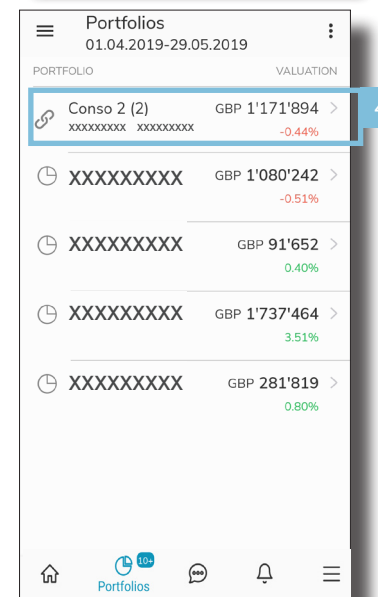 Portfolios
01.04.2019-29.05.2019
PORTFOLIO VALUATION
Conso 2 (2) GBP 1'171'894
xxxxxxxxx xxxxxxxxx -0.44%
XXXXXXXXX GBP 1'080'242
-0.51%
XXXXXXXXX GBP 91'652
0.40%
XXXXXXXXX GBP 1'737'464
3.51%
XXXXXXXXX GBP 281'819
0.80%
10+
Portfolios